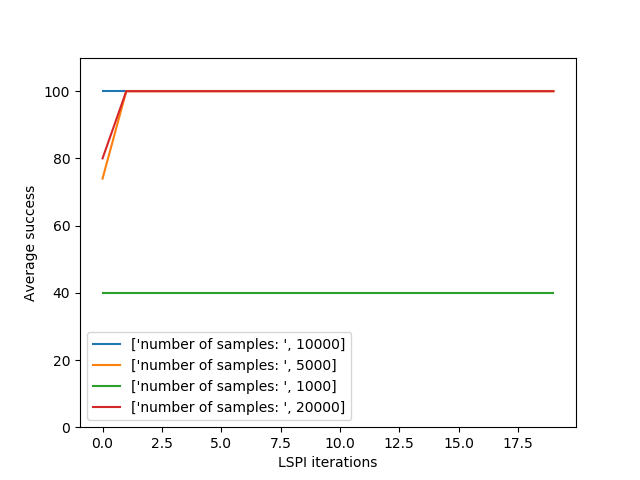 100
80
60
40
20
0
Average success
['number of samples: ', 10000]
['number of samples: ', 5000]
['number of samples: ', 1000]
['number of samples: ', 20000]
0.0 2.5 5.0 7.5 10.0 12.5 15.0 17.5
LSPI iterations